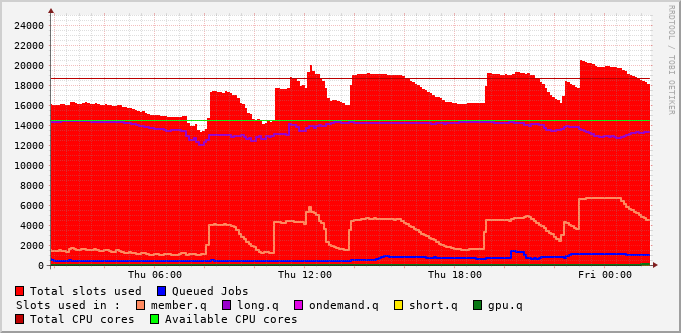 RRDTOOL / TOBI OETIKER
24000
22000
20000
18000
16000
14000
12000
10000
8000
6000
4000
2000
0
Thu 06:00 Thu 12:00 Thu 18:00 Fri 00:00
Total slots used Queued Jobs
Slots used in : member.q long.q ondemand.q short.q gpu.q
Total CPU cores Available CPU cores